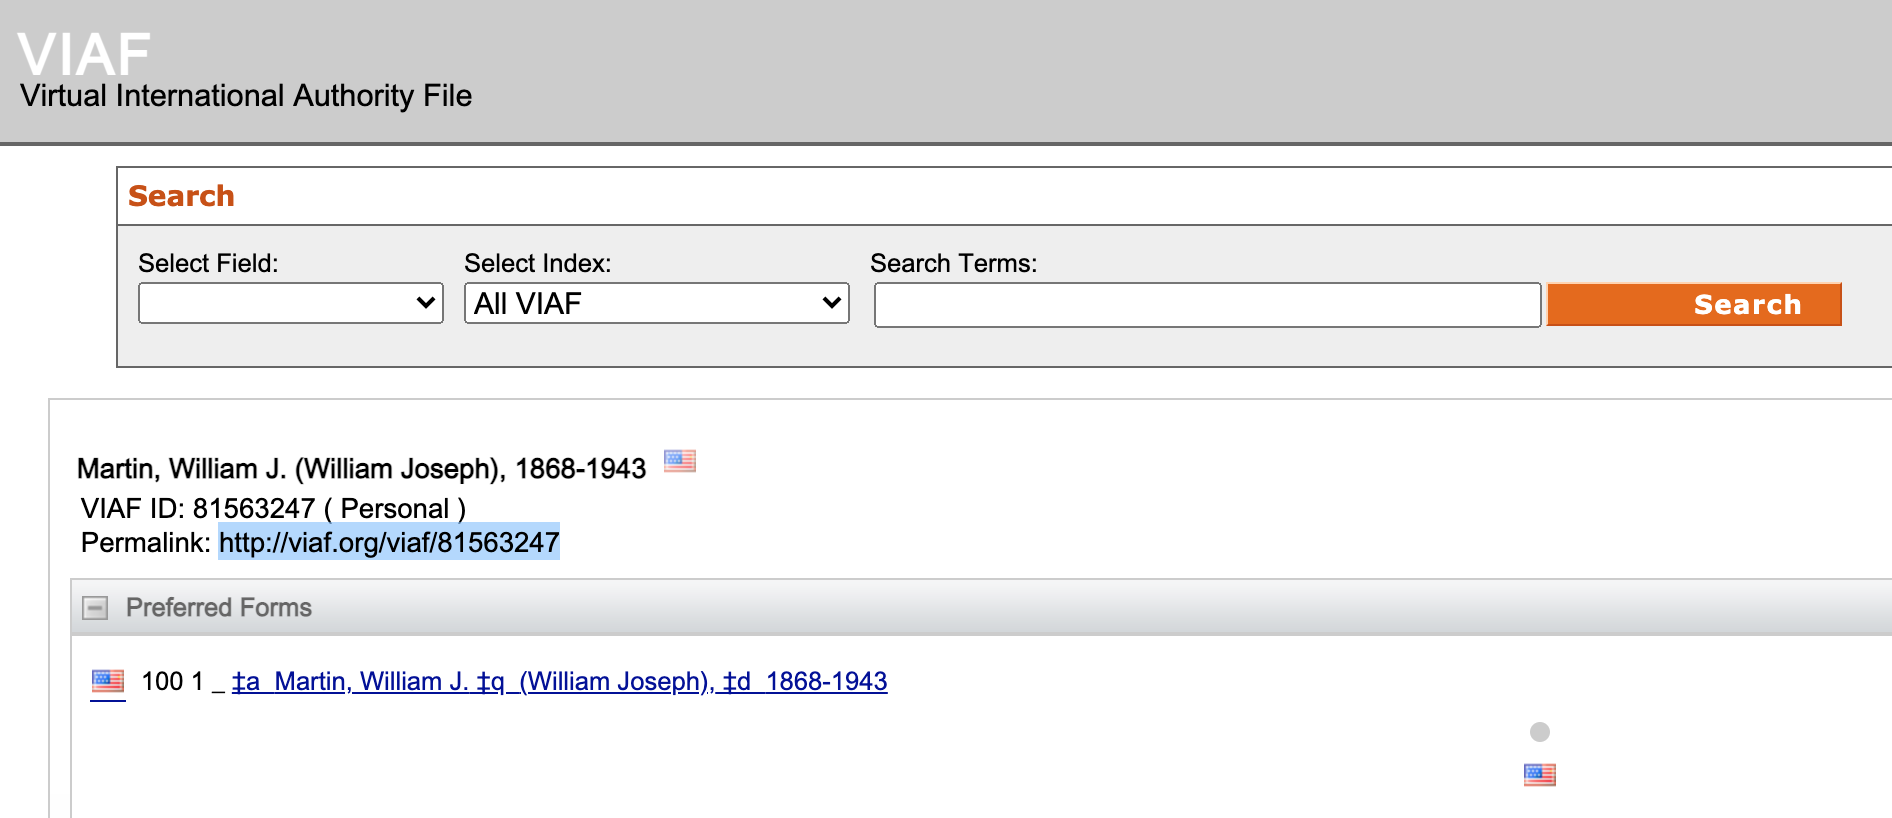 VIAF
Virtual International Authority File
Search
Select Field: Select Index: Search Terms:
All VIAF Search
Martin, William J. (William Joseph), 1868-1943
VIAF ID: 81563247 ( Personal )
Permalink: http://viaf.org/viaf/81563247
Preferred Forms
100 1 _ ‡a Martin, William J. ‡q (William Joseph), ‡d 1868-1943